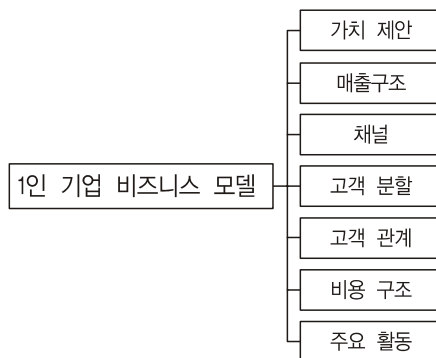 1인 기업 비즈니스 모델
가치 제안
매출구조
채널
고객 분할
고객 관계
비용 구조
주요 활동